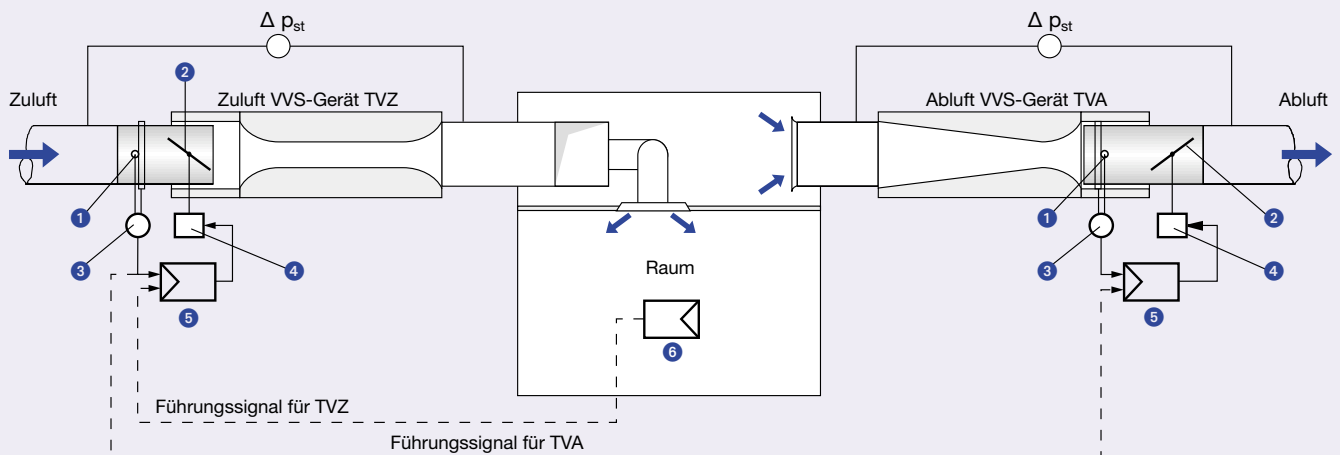 Δ pst
Δ pst
2
Zuluft
Zuluft VVS-Gerät TVZ
Abluft VVS-Gerät TVA
Abluft
1
1
2
3
4
3
4
Raum
5
5
6
Führungssignal für TVZ
Führungssignal für TVA